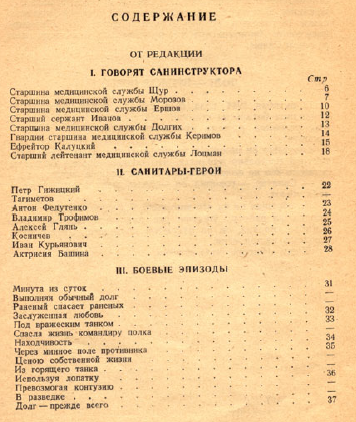 СОДЕРЖАНИЕ
ОТ РЕДАКЦИИ
I. ГОВОРЯТ САНИНСТРУКТОРА
Стр
Старшина медицинской службы Щур . . . . 6
Старшина медицинской службы Морозов . . . . 7
Старшина медицинской службы Ершов . . . . 10
Старший сержант Иванов . . . . 12
Старшина медицинской службы Долгих . . . . 13
Гвардии старшина медицинской службы Керимов . . . . 14
Ефрейтор Калуцкий . . . . 15
Старший лейтенант медицинской службы Лоцман . . . . 18
II. САНИТАРЫ-ГЕРОИ
Петр Гижицкий . . . . 22
Тагиметов . . . .
Антон Федутенко . . . . 23
Владимир Трофимов . . . . 24
Алексей Глянь . . . . 25
Косничев . . . . 26
Иван Курьянович . . . . 27
Актрисия Вашина . . . . 28
III. БОЕВЫЕ ЭПИЗОДЫ
Минута из суток . . . . 31
Выполняя обычный долг . . . .
Раненый спасает раненых . . . .
Заслуженная любовь . . . . 32
Под вражеским танком . . . . 33
Спасла жизнь командиру полка . . . .
Находчивость . . . . 34
Через минное поле противника . . . . 35
Ценою собственной жизни . . . .
Из горящего танка . . . .
Используя лопатку . . . . 36
Превозмогая контузию . . . .
В разведке . . . .
Долг — прежде всего . . . . 37